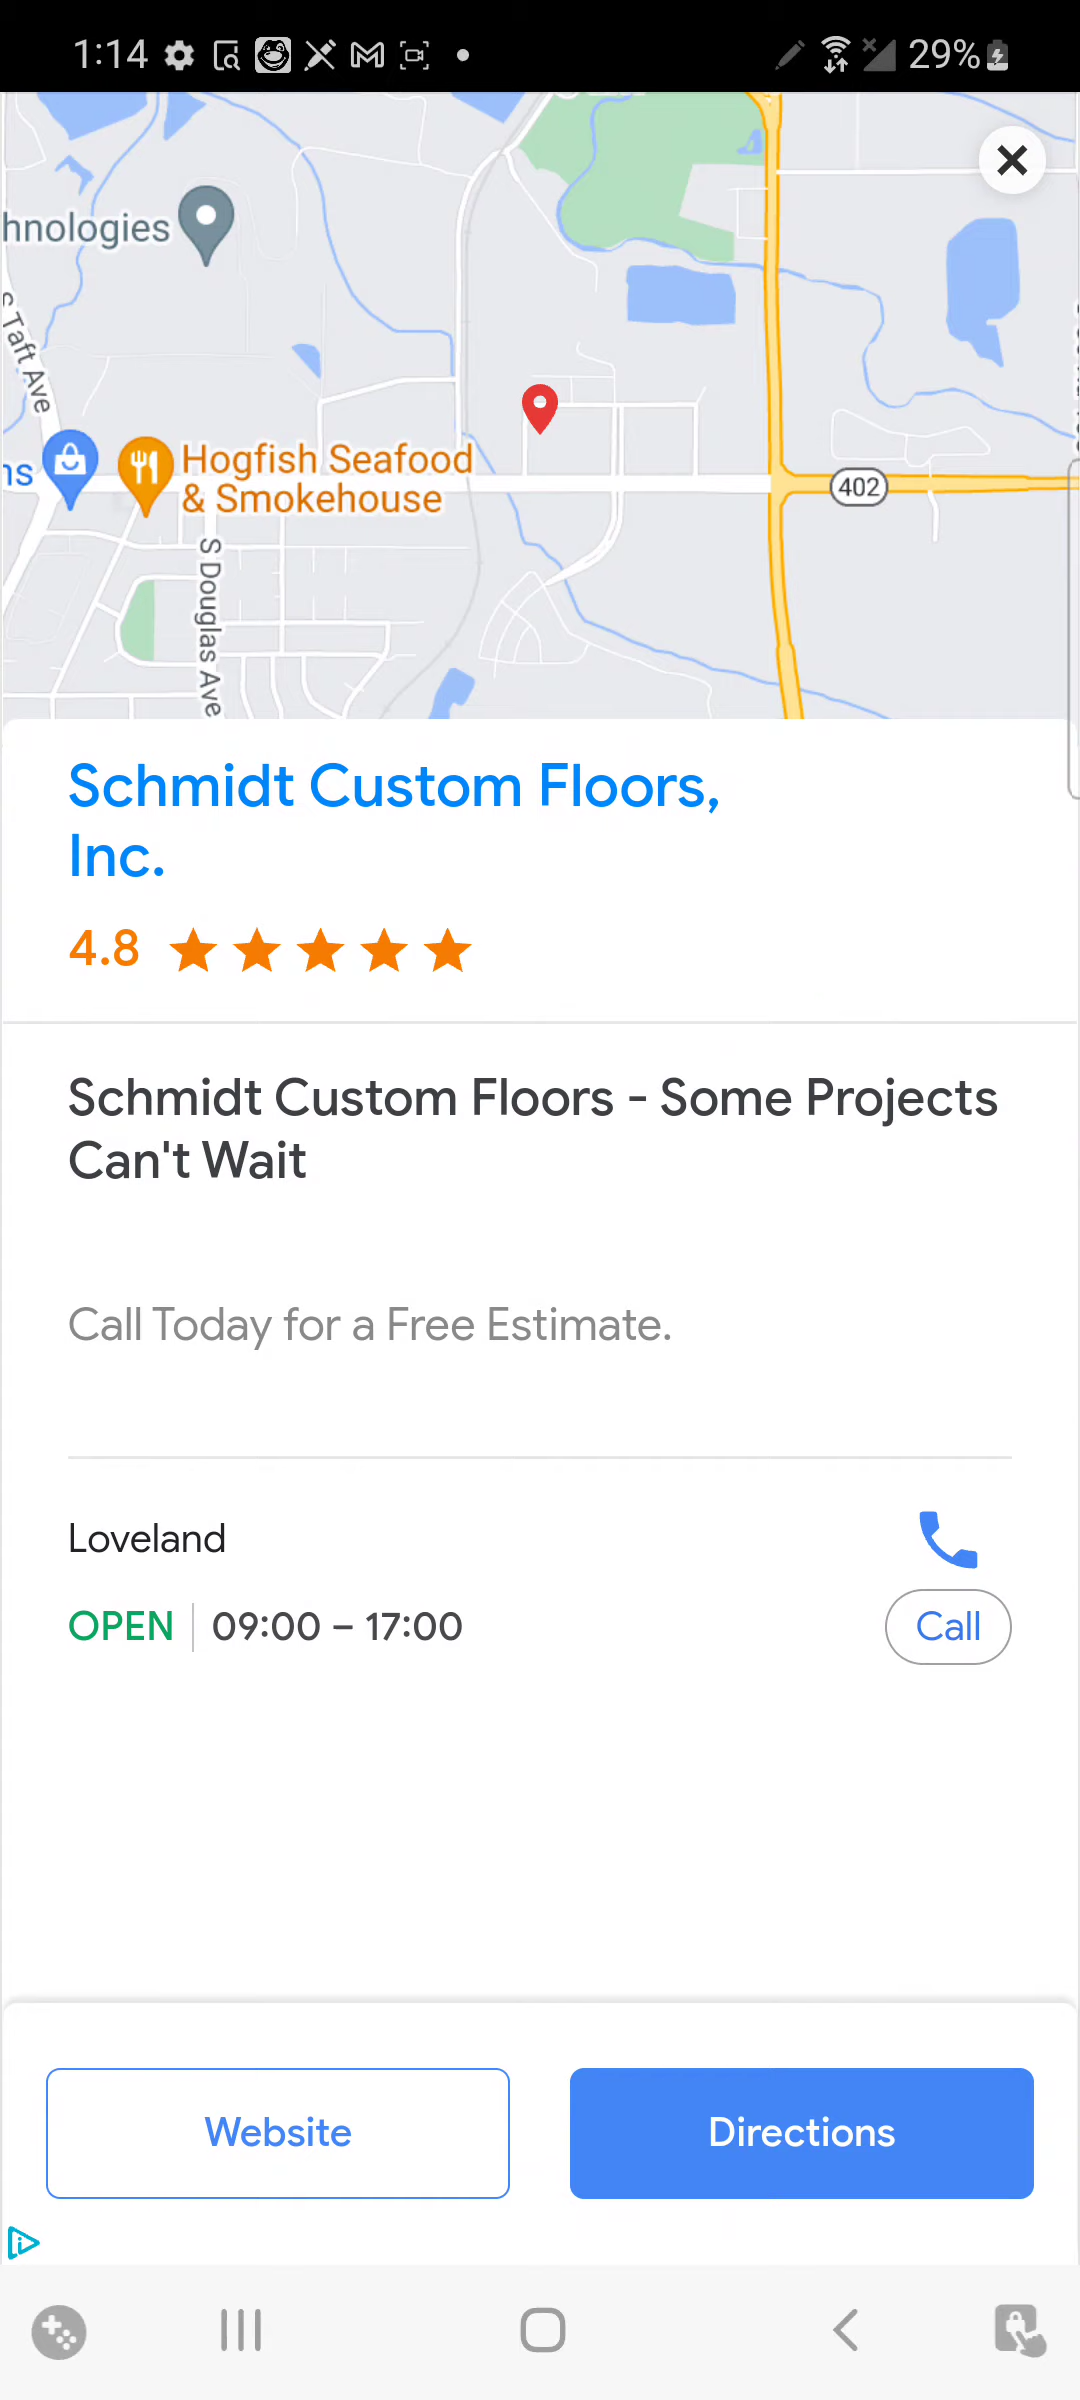 1:14
29%
hnologies
S Taft Ave
ns
Hogfish Seafood
& Smokehouse
402
S Douglas Ave
Schmidt Custom Floors,
Inc.
4.8
Schmidt Custom Floors - Some Projects
Can't Wait
Call Today for a Free Estimate.
Loveland
OPEN 09:00 – 17:00
Call
Website
Directions